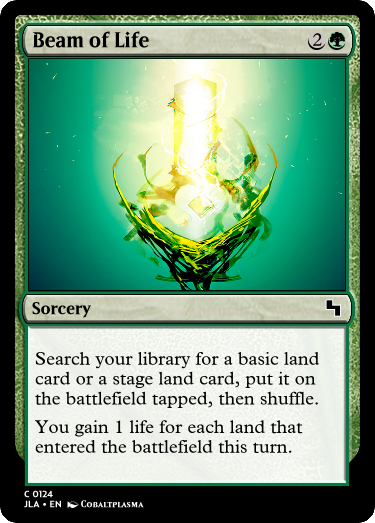 Beam of Life 2
Sorcery
Search your library for a basic land
card or a stage land card, put it on
the battlefield tapped, then shuffle.
You gain 1 life for each land that
entered the battlefield this turn.
C 0124
JLA • EN Cobaltplasma